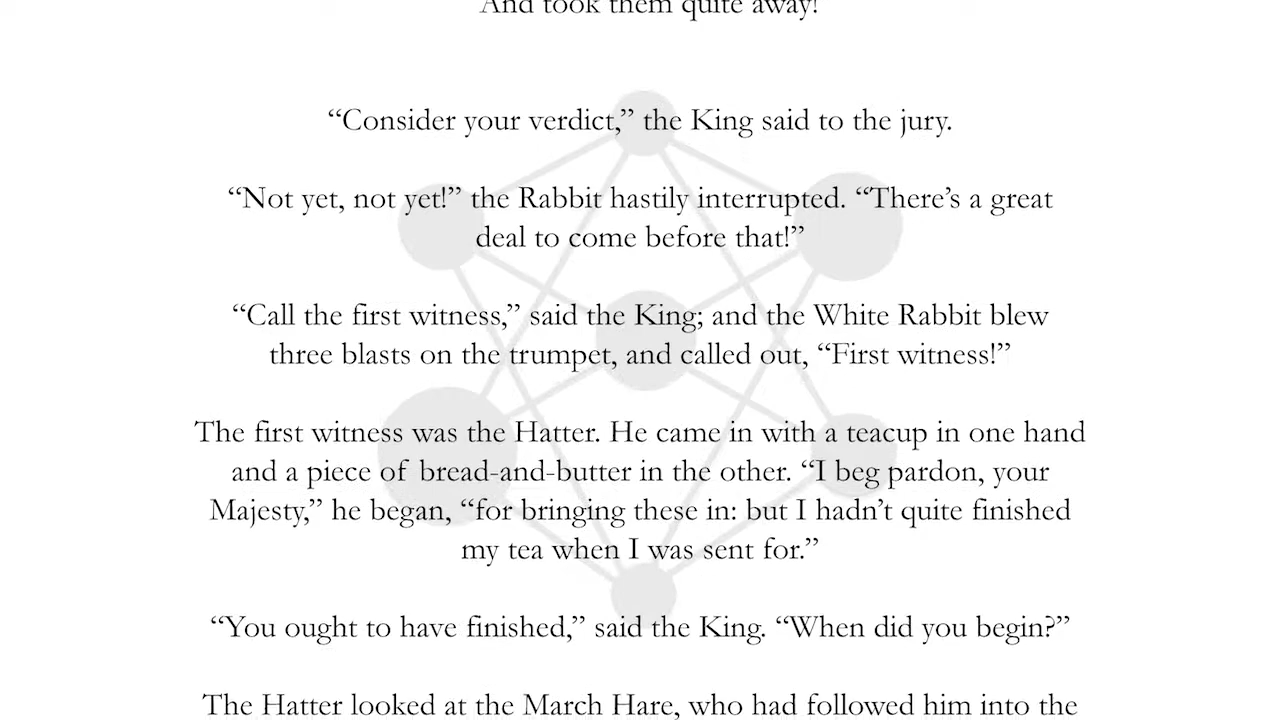 And took them quite away!
“Consider your verdict,” the King said to the jury.
“Not yet, not yet!” the Rabbit hastily interrupted. “There’s a great
deal to come before that!”
“Call the first witness,” said the King; and the White Rabbit blew
three blasts on the trumpet, and called out, “First witness!”
The first witness was the Hatter. He came in with a teacup in one hand
and a piece of bread-and-butter in the other. “I beg pardon, your
Majesty,” he began, “for bringing these in: but I hadn’t quite finished
my tea when I was sent for.”
“You ought to have finished,” said the King. “When did you begin?”
The Hatter looked at the March Hare, who had followed him into the